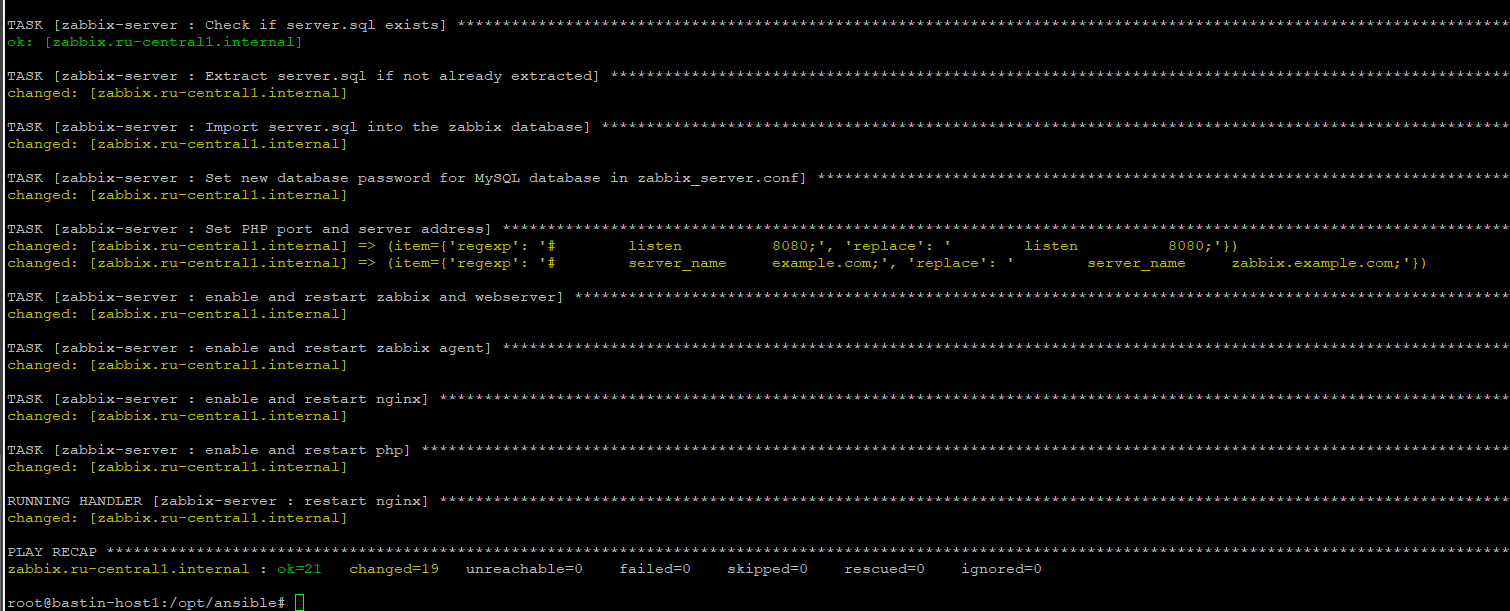 TASK [zabbix-server : Check if server.sql exists] *********************************************************************************************************************
ok: [zabbix.ru-central1.internal]
TASK [zabbix-server : Extract server.sql if not already extracted] ****************************************************************************************************
changed: [zabbix.ru-central1.internal]
TASK [zabbix-server : Import server.sql into the zabbix database] *****************************************************************************************************
changed: [zabbix.ru-central1.internal]
TASK [zabbix-server : Set new database password for MySQL database in zabbix_server.conf] *****************************************************************************
changed: [zabbix.ru-central1.internal]
TASK [zabbix-server : Set PHP port and server address] ****************************************************************************************************************
changed: [zabbix.ru-central1.internal] => (item={'regexp': '#        listen          8080;', 'replace': '        listen          8080;'})
changed: [zabbix.ru-central1.internal] => (item={'regexp': '#        server_name     example.com;', 'replace': '        server_name     zabbix.example.com;'})
TASK [zabbix-server : enable and restart zabbix and webserver] ********************************************************************************************************
changed: [zabbix.ru-central1.internal]
TASK [zabbix-server : enable and restart zabbix agent] ****************************************************************************************************************
changed: [zabbix.ru-central1.internal]
TASK [zabbix-server : enable and restart nginx] ***********************************************************************************************************************
changed: [zabbix.ru-central1.internal]
TASK [zabbix-server : enable and restart php] *************************************************************************************************************************
changed: [zabbix.ru-central1.internal]
RUNNING HANDLER [zabbix-server : restart nginx] ***********************************************************************************************************************
changed: [zabbix.ru-central1.internal]
PLAY RECAP ************************************************************************************************************************************************************
zabbix.ru-central1.internal : ok=21   changed=19   unreachable=0    failed=0    skipped=0    rescued=0    ignored=0
root@bastin-host1:/opt/ansible#